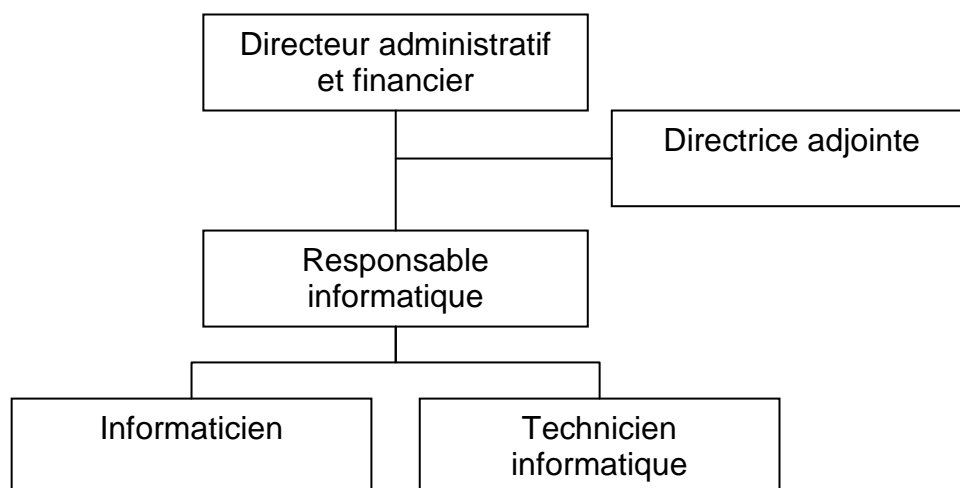 Directeur administratif
et financier
Directrice adjointe
Responsable
informatique
Informaticien
Technicien
informatique